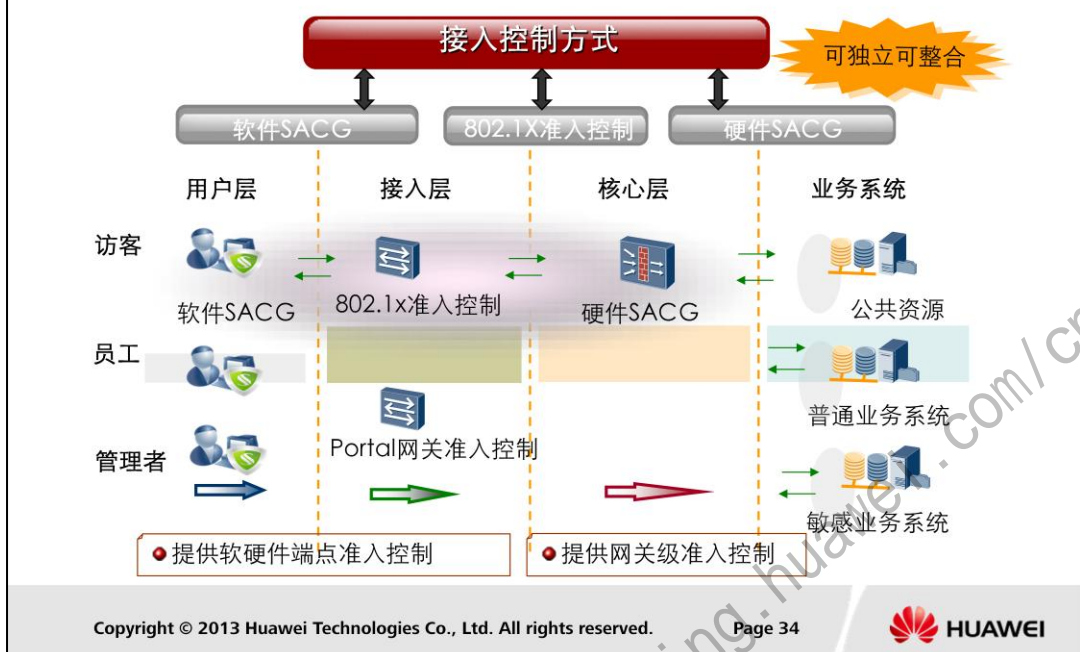 接入控制方式
可独立可整合
软件SACG
802.1X准入控制
硬件SACG
用户层
接入层
核心层
业务系统
访客
软件SACG
802.1x准入控制
硬件SACG
公共资源
员工
普通业务系统
管理者
Portal网关准入控制
敏感业务系统
提供软硬件端点准入控制
提供网关级准入控制
ing.huawei.com/cn
Copyright © 2013 Huawei Technologies Co., Ltd. All rights reserved.
Page 34
HUAWEI